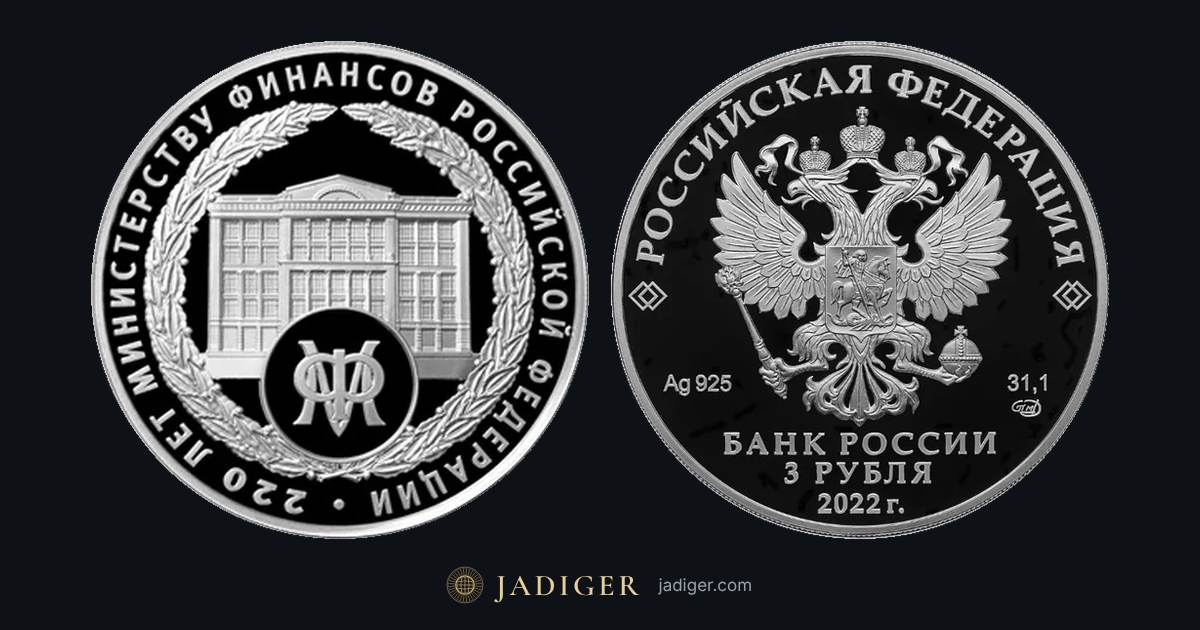 220 ЛЕТ МИНИСТЕРСТВУ ФИНАНСОВ РОССИЙСКОЙ ФЕДЕРАЦИИ •
МФ
РОССИЙСКАЯ ФЕДЕРАЦИЯ
Ag 925
31,1
БАНК РОССИИ
3 РУБЛЯ
2022 г.
JADIGER
jadiger.com